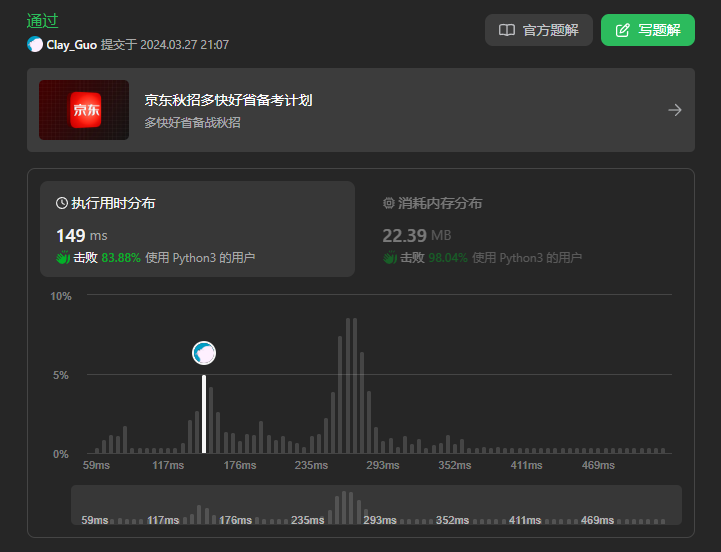 通过
官方题解
写题解
Clay_Guo 提交于 2024.03.27 21:07
京东
京东秋招多快好省备考计划
多快好省备战秋招
执行用时分布
149 ms
击败 83.88% 使用 Python3 的用户
消耗内存分布
22.39 MB
击败 98.04% 使用 Python3 的用户
10%
5%
0%
59ms 117ms 176ms 235ms 293ms 352ms 411ms 469ms
59ms 117ms 176ms 235ms 293ms 352ms 411ms 469ms